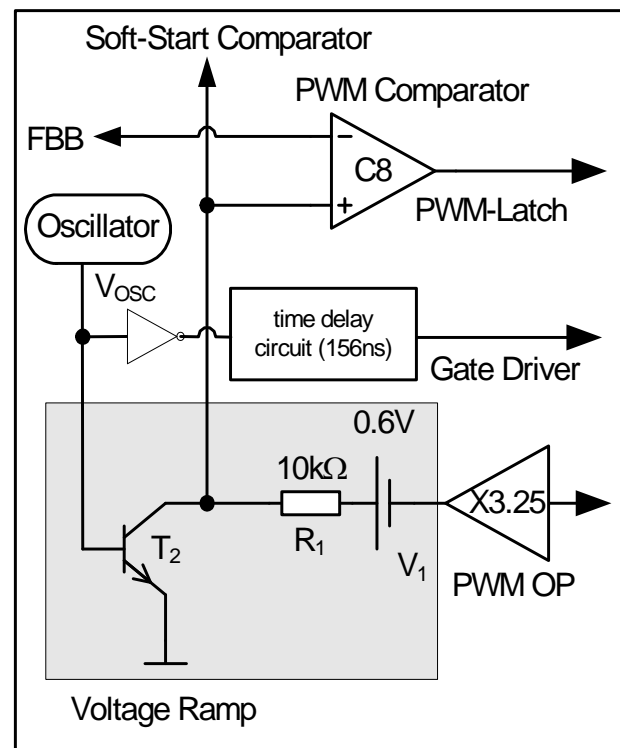 Soft-Start Comparator
PWM Comparator
FBB
−
C8
+
PWM-Latch
Oscillator
VOSC
time delay
circuit (156ns)
Gate Driver
0.6V
10kΩ
X3.25
R1
T2
V1
PWM OP
Voltage Ramp